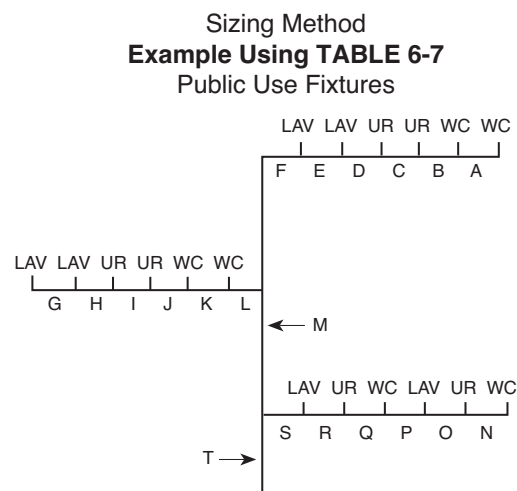 Sizing Method
Example Using TABLE 6-7
Public Use Fixtures
LAV LAV UR UR WC WC
F E D C B A
LAV LAV UR UR WC WC
G H I J K L
M
LAV UR WC LAV UR WC
S R Q P O N
T